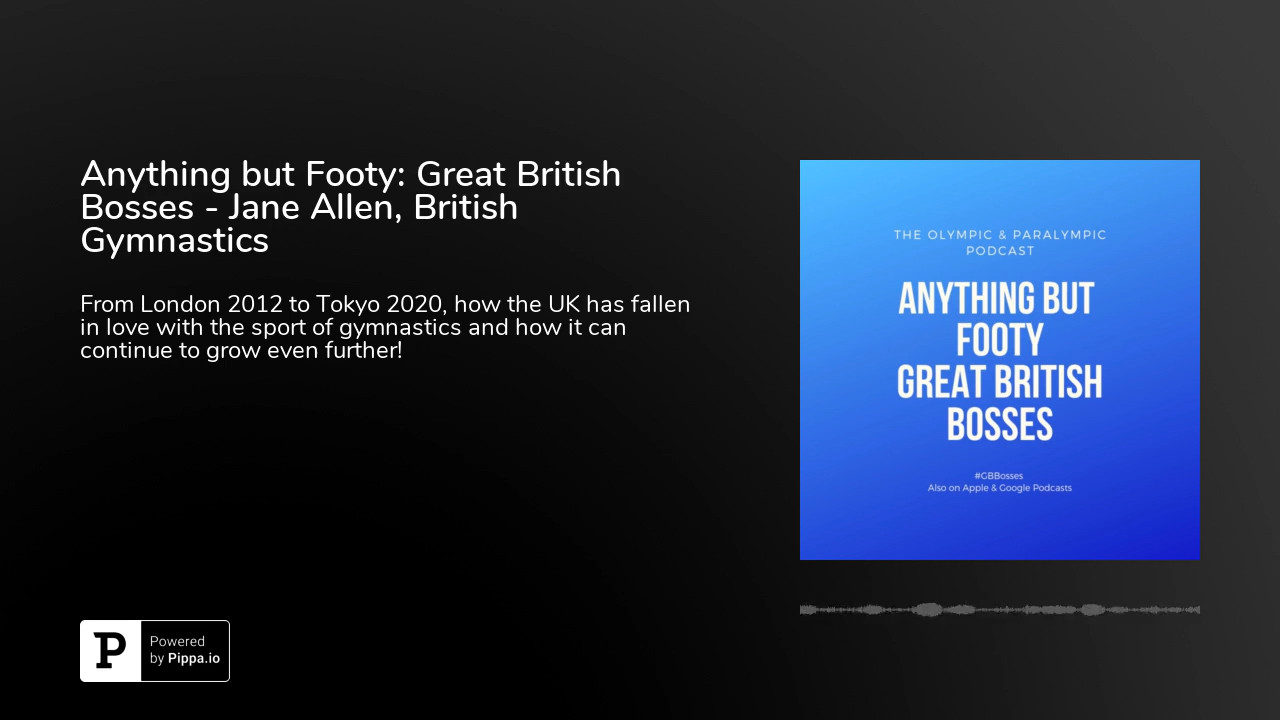 Anything but Footy: Great British
Bosses - Jane Allen, British
Gymnastics
From London 2012 to Tokyo 2020, how the UK has fallen
in love with the sport of gymnastics and how it can
continue to grow even further!
THE OLYMPIC & PARALYMPIC
PODCAST
ANYTHING BUT
FOOTY
GREAT BRITISH
BOSSES
#GBBosses
Also on Apple & Google Podcasts
P
Powered
by Pippa.io